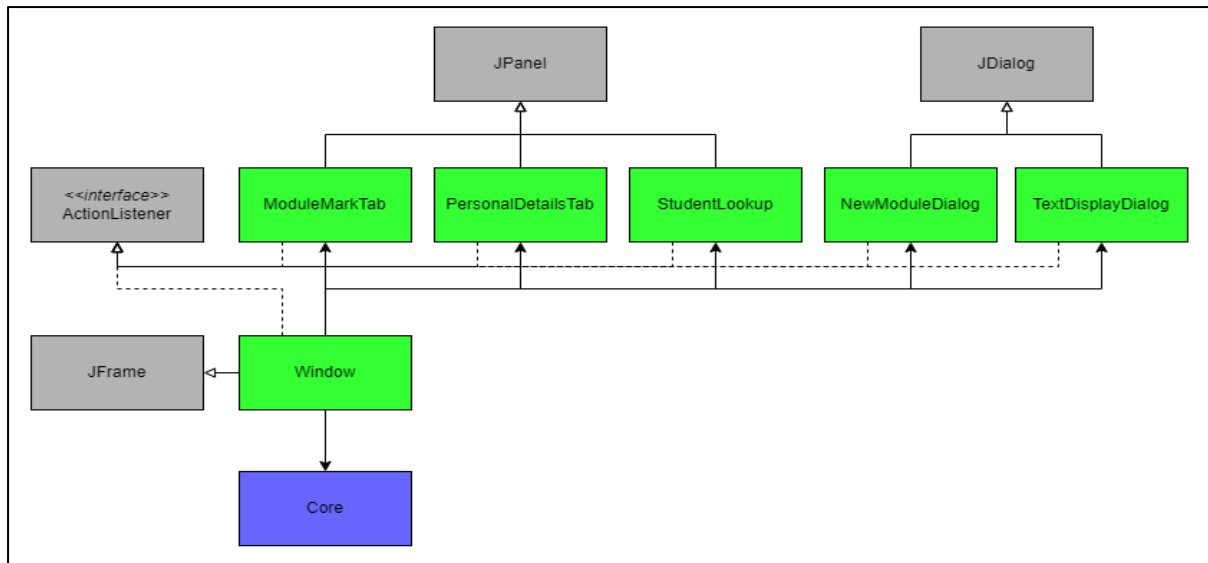 JPanel
JDialog
<<interface>>
ActionListener
ModuleMarkTab
PersonalDetailsTab
StudentLookup
NewModuleDialog
TextDisplayDialog
JFrame
Window
Core